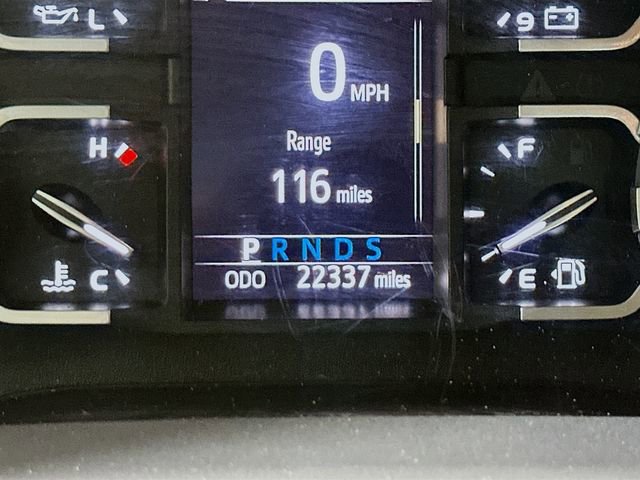 L
9
0 MPH
H
Range
F
116 miles
P R N D S
C
ODO 22337 miles
E